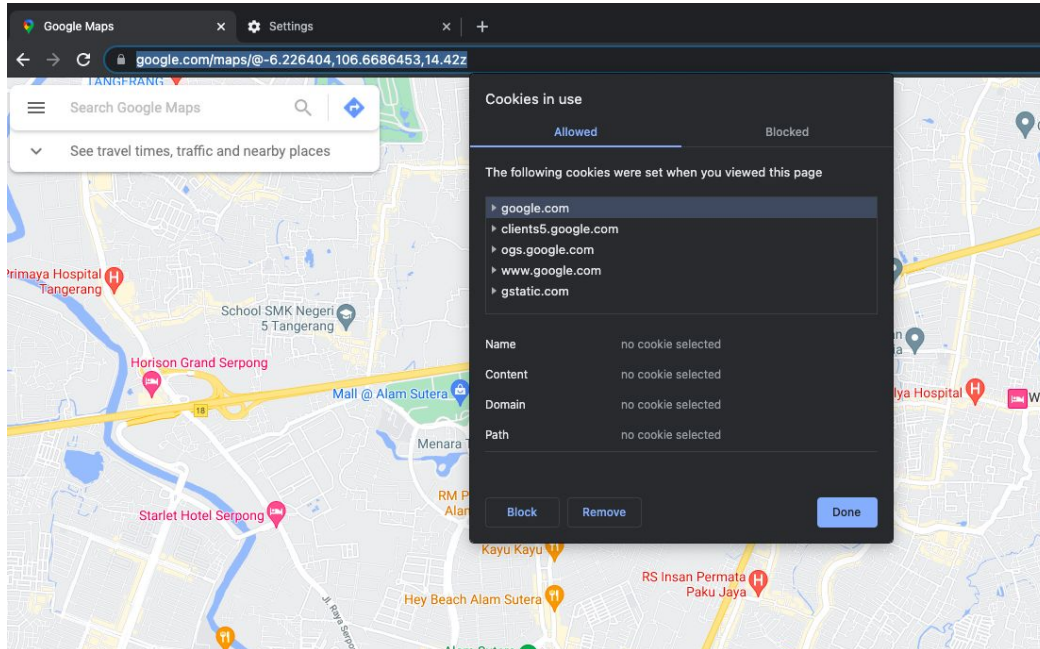 Google Maps
Settings
google.com/maps/@-6.226404,106.6686453,14.42z
TANGERANG
Search Google Maps
See travel times, traffic and nearby places
Cookies in use
Allowed
Blocked
The following cookies were set when you viewed this page
google.com
clients5.google.com
ogs.google.com
www.google.com
gstatic.com
Name
no cookie selected
Content
no cookie selected
Domain
no cookie selected
Path
no cookie selected
Block
Remove
Done
Primaya Hospital
Tangerang
School SMK Negeri
5 Tangerang
Horison Grand Serpong
Mall @ Alam Sutera
18
Menara
Hospital
RM
Starlet Hotel Serpong
Kayu Kayu
RS Insan Permata
Paku Jaya
Hey Beach Alam Sutera
Jl. Raya